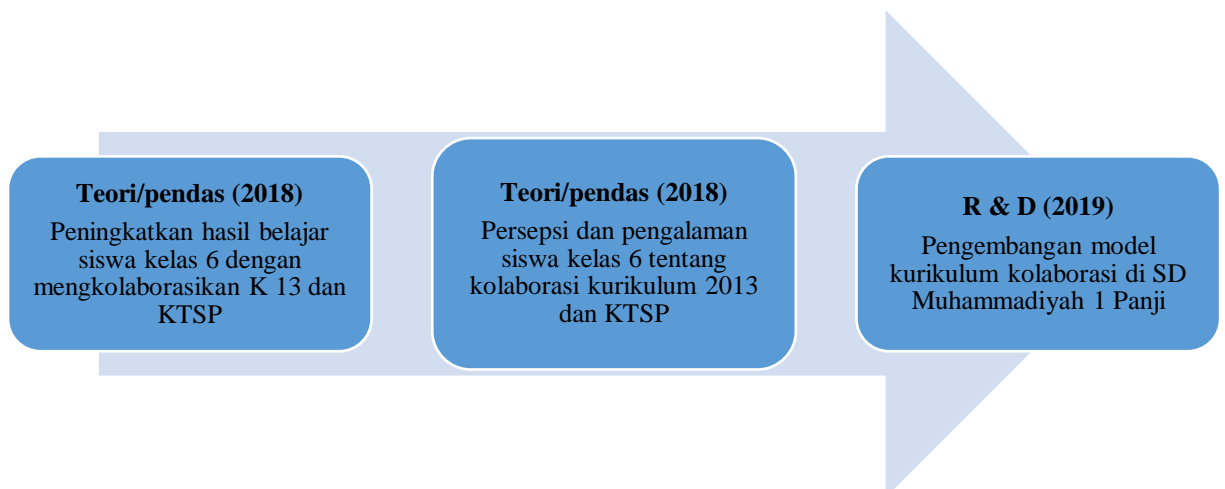 Teori/pendas (2018)
Peningkatkan hasil belajar
siswa kelas 6 dengan
mengkolaborasikan K 13 dan
KTSP
Teori/pendas (2018)
Persepsi dan pengalaman
siswa kelas 6 tentang
kolaborasi kurikulum 2013
dan KTSP
R & D (2019)
Pengembangan model
kurikulum kolaborasi di SD
Muhammadiyah 1 Panji